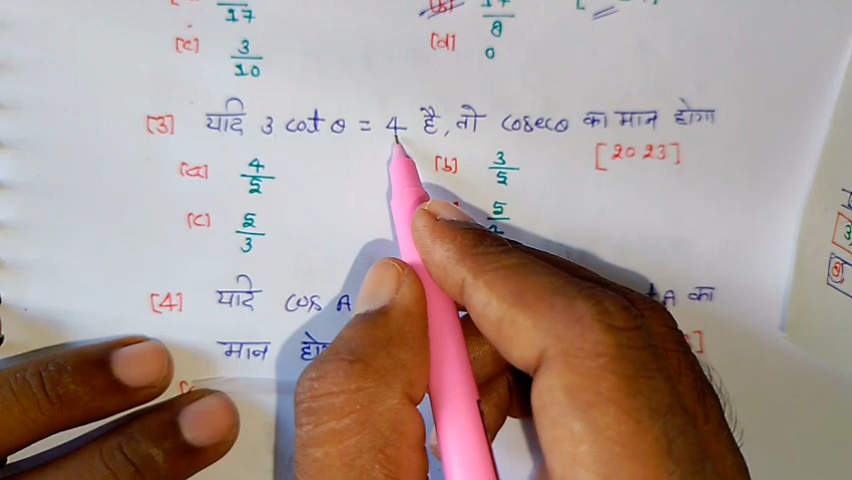 17
17
8
[c] 3/10
[d] 0
[3] यदि 3 cot θ = 4 है, तो cosecθ का मान होगा
[2023]
[a] 4/5
[b] 3/5
[c] 5/3
5
[4] यदि cos A
A का
मान